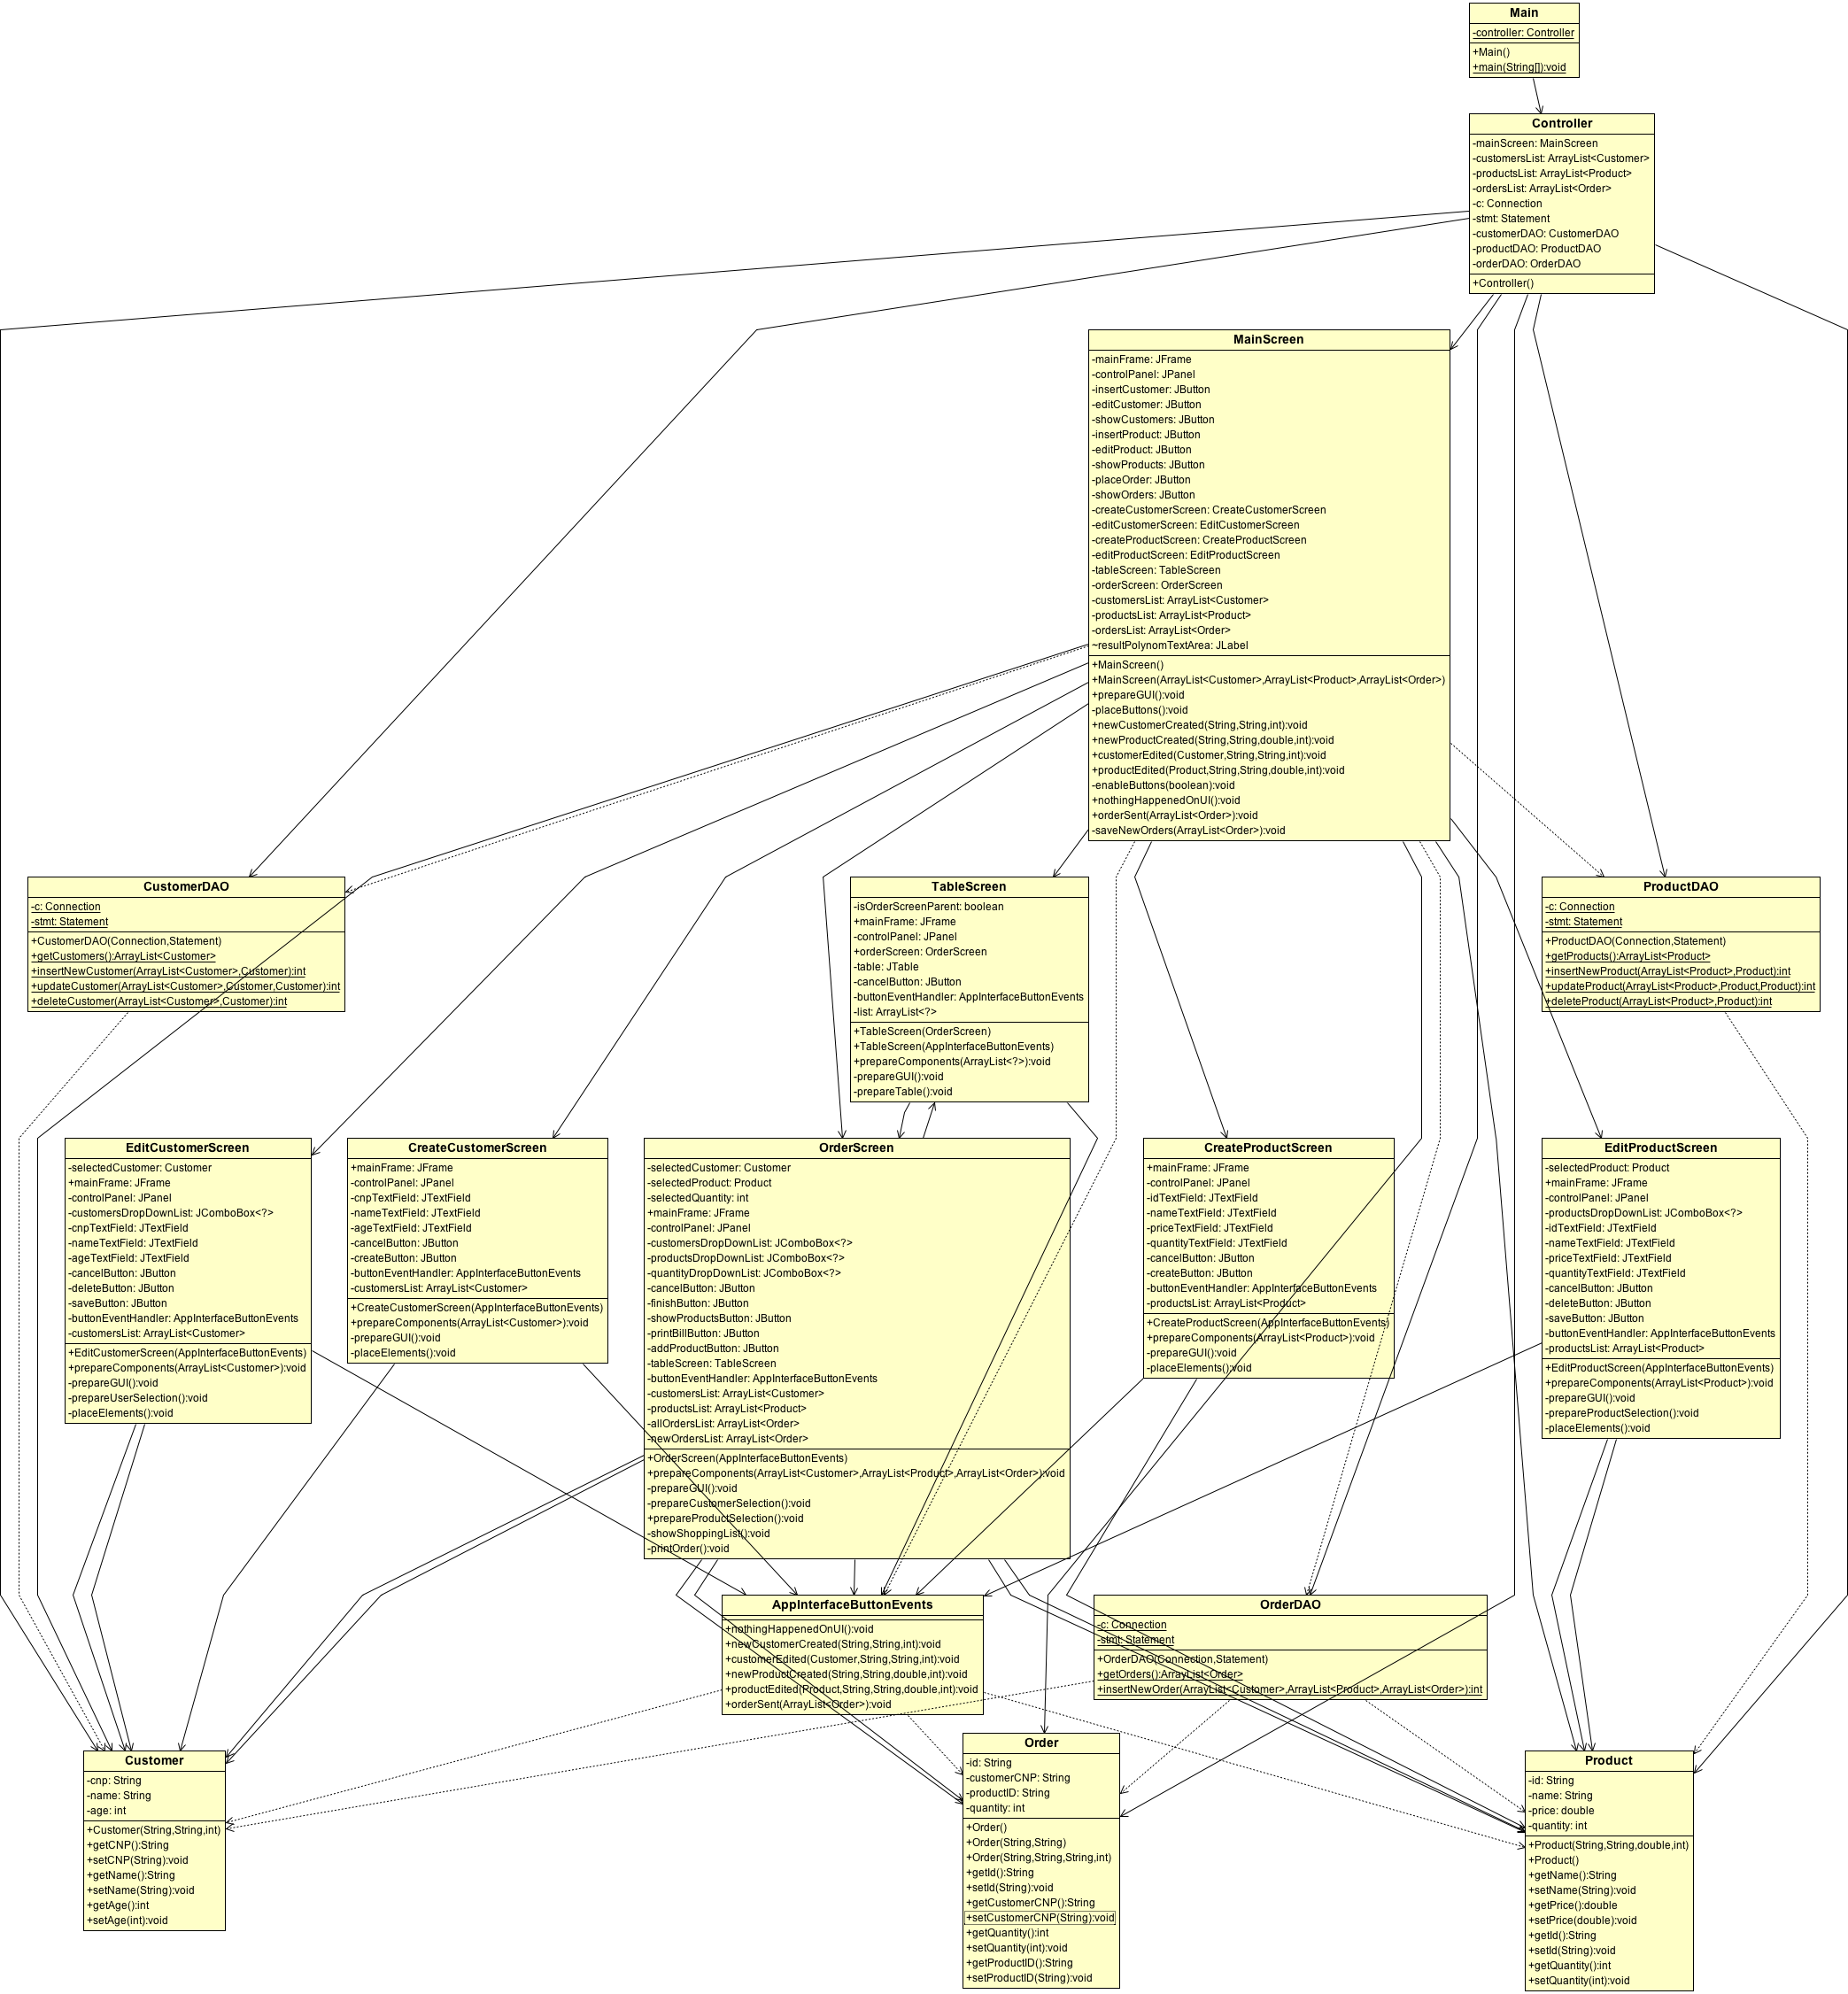 Main
-controller: Controller
+Main()
+main(String[]):void
Controller
-mainScreen: MainScreen
-customersList: ArrayList<Customer>
-productsList: ArrayList<Product>
-ordersList: ArrayList<Order>
-c: Connection
-stmt: Statement
-customerDAO: CustomerDAO
-productDAO: ProductDAO
-orderDAO: OrderDAO
+Controller()
MainScreen
-mainFrame: JFrame
-controlPanel: JPanel
-insertCustomer: JButton
-editCustomer: JButton
-showCustomers: JButton
-insertProduct: JButton
-editProduct: JButton
-showProducts: JButton
-placeOrder: JButton
-showOrders: JButton
-createCustomerScreen: CreateCustomerScreen
-editCustomerScreen: EditCustomerScreen
-createProductScreen: CreateProductScreen
-editProductScreen: EditProductScreen
-tableScreen: TableScreen
-orderScreen: OrderScreen
-customersList: ArrayList<Customer>
-productsList: ArrayList<Product>
-ordersList: ArrayList<Order>
~resultPolynomTextArea: JLabel
+MainScreen()
+MainScreen(ArrayList<Customer>,ArrayList<Product>,ArrayList<Order>)
+prepareGUI():void
-placeButtons():void
+newCustomerCreated(String,String,int):void
+newProductCreated(String,String,double,int):void
+customerEdited(Customer,String,String,int):void
+productEdited(Product,String,String,double,int):void
-enableButtons(boolean):void
+nothingHappenedOnUI():void
+orderSent(ArrayList<Order>):void
-saveNewOrders(ArrayList<Order>):void
CustomerDAO
-c: Connection
-stmt: Statement
+CustomerDAO(Connection,Statement)
+getCustomers():ArrayList<Customer>
+insertNewCustomer(ArrayList<Customer>,Customer):int
+updateCustomer(ArrayList<Customer>,Customer,Customer):int
+deleteCustomer(ArrayList<Customer>,Customer):int
TableScreen
-isOrderScreenParent: boolean
+mainFrame: JFrame
-controlPanel: JPanel
+orderScreen: OrderScreen
-table: JTable
-cancelButton: JButton
-buttonEventHandler: AppInterfaceButtonEvents
-list: ArrayList<?>
+TableScreen(OrderScreen)
+TableScreen(AppInterfaceButtonEvents)
+prepareComponents(ArrayList<?>):void
-prepareGUI():void
-prepareTable():void
ProductDAO
-c: Connection
-stmt: Statement
+ProductDAO(Connection,Statement)
+getProducts():ArrayList<Product>
+insertNewProduct(ArrayList<Product>,Product):int
+updateProduct(ArrayList<Product>,Product,Product):int
+deleteProduct(ArrayList<Product>,Product):int
EditCustomerScreen
-selectedCustomer: Customer
+mainFrame: JFrame
-controlPanel: JPanel
-customersDropDownList: JComboBox<?>
-cnpTextField: JTextField
-nameTextField: JTextField
-ageTextField: JTextField
-cancelButton: JButton
-deleteButton: JButton
-saveButton: JButton
-buttonEventHandler: AppInterfaceButtonEvents
-customersList: ArrayList<Customer>
+EditCustomerScreen(AppInterfaceButtonEvents)
+prepareComponents(ArrayList<Customer>):void
-prepareGUI():void
-prepareUserSelection():void
-placeElements():void
CreateCustomerScreen
+mainFrame: JFrame
-controlPanel: JPanel
-cnpTextField: JTextField
-nameTextField: JTextField
-ageTextField: JTextField
-cancelButton: JButton
-createButton: JButton
-buttonEventHandler: AppInterfaceButtonEvents
-customersList: ArrayList<Customer>
+CreateCustomerScreen(AppInterfaceButtonEvents)
+prepareComponents(ArrayList<Customer>):void
-prepareGUI():void
-placeElements():void
OrderScreen
-selectedCustomer: Customer
-selectedProduct: Product
-selectedQuantity: int
+mainFrame: JFrame
-controlPanel: JPanel
-customersDropDownList: JComboBox<?>
-productsDropDownList: JComboBox<?>
-quantityDropDownList: JComboBox<?>
-cancelButton: JButton
-finishButton: JButton
-showProductsButton: JButton
-printBillButton: JButton
-addProductButton: JButton
-tableScreen: TableScreen
-buttonEventHandler: AppInterfaceButtonEvents
-customersList: ArrayList<Customer>
-productsList: ArrayList<Product>
-allOrdersList: ArrayList<Order>
-newOrdersList: ArrayList<Order>
+OrderScreen(AppInterfaceButtonEvents)
+prepareComponents(ArrayList<Customer>,ArrayList<Product>,ArrayList<Order>):void
-prepareGUI():void
-prepareCustomerSelection():void
+prepareProductSelection():void
-showShoppingList():void
-printOrder():void
CreateProductScreen
+mainFrame: JFrame
-controlPanel: JPanel
-idTextField: JTextField
-nameTextField: JTextField
-priceTextField: JTextField
-quantityTextField: JTextField
-cancelButton: JButton
-createButton: JButton
-buttonEventHandler: AppInterfaceButtonEvents
-productsList: ArrayList<Product>
+CreateProductScreen(AppInterfaceButtonEvents)
+prepareComponents(ArrayList<Product>):void
-prepareGUI():void
-placeElements():void
EditProductScreen
-selectedProduct: Product
+mainFrame: JFrame
-controlPanel: JPanel
-productsDropDownList: JComboBox<?>
-idTextField: JTextField
-nameTextField: JTextField
-priceTextField: JTextField
-quantityTextField: JTextField
-cancelButton: JButton
-deleteButton: JButton
-saveButton: JButton
-buttonEventHandler: AppInterfaceButtonEvents
-productsList: ArrayList<Product>
+EditProductScreen(AppInterfaceButtonEvents)
+prepareComponents(ArrayList<Product>):void
-prepareGUI():void
-prepareProductSelection():void
-placeElements():void
AppInterfaceButtonEvents
+nothingHappenedOnUI():void
+newCustomerCreated(String,String,int):void
+customerEdited(Customer,String,String,int):void
+newProductCreated(String,String,double,int):void
+productEdited(Product,String,String,double,int):void
+orderSent(ArrayList<Order>):void
OrderDAO
-c: Connection
-stmt: Statement
+OrderDAO(Connection,Statement)
+getOrders():ArrayList<Order>
+insertNewOrder(ArrayList<Customer>,ArrayList<Product>,ArrayList<Order>):int
Customer
-cnp: String
-name: String
-age: int
+Customer(String,String,int)
+getCNP():String
+setCNP(String):void
+getName():String
+setName(String):void
+getAge():int
+setAge(int):void
Order
-id: String
-customerCNP: String
-productID: String
-quantity: int
+Order()
+Order(String,String)
+Order(String,String,String,int)
+getId():String
+setId(String):void
+getCustomerCNP():String
+setCustomerCNP(String):void
+getQuantity():int
+setQuantity(int):void
+getProductID():String
+setProductID(String):void
Product
-id: String
-name: String
-price: double
-quantity: int
+Product(String,String,double,int)
+Product()
+getName():String
+setName(String):void
+getPrice():double
+setPrice(double):void
+getId():String
+setId(String):void
+getQuantity():int
+setQuantity(int):void